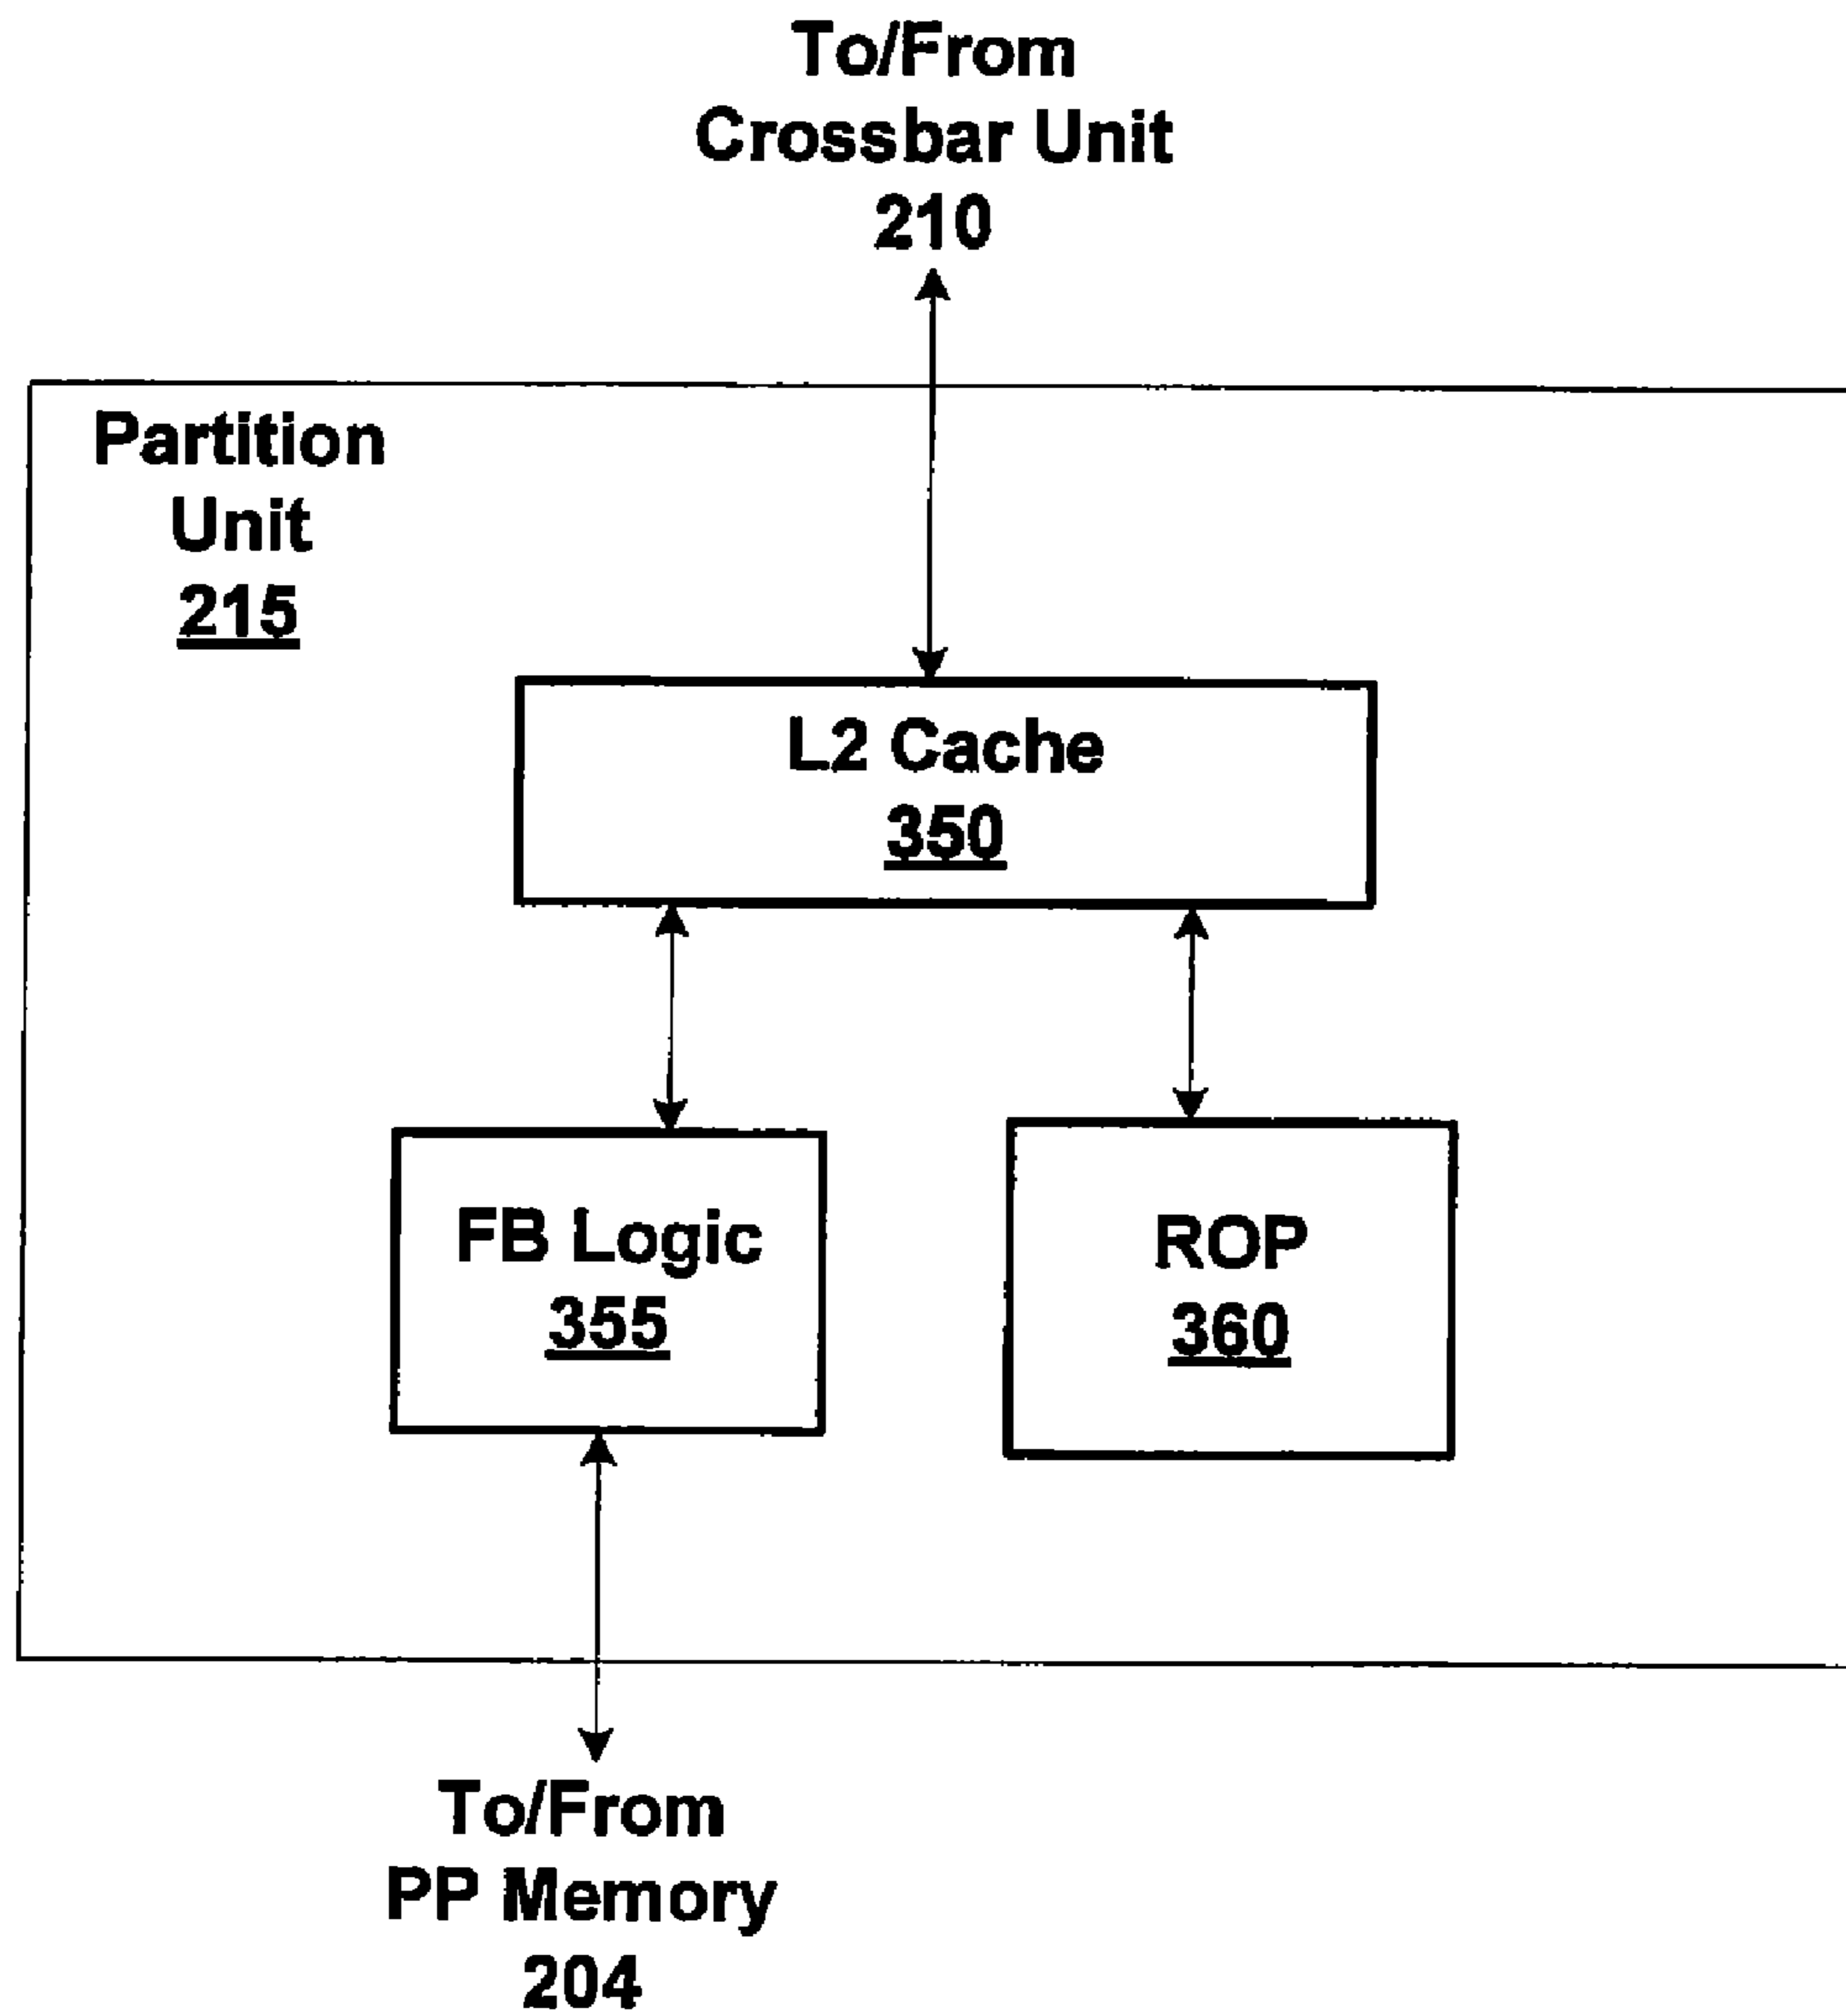 To/From
Crossbar Unit
210
Partition
Unit
215
L2 Cache
350
FB Logic
355
ROP
360
To/From
PP Memory
204